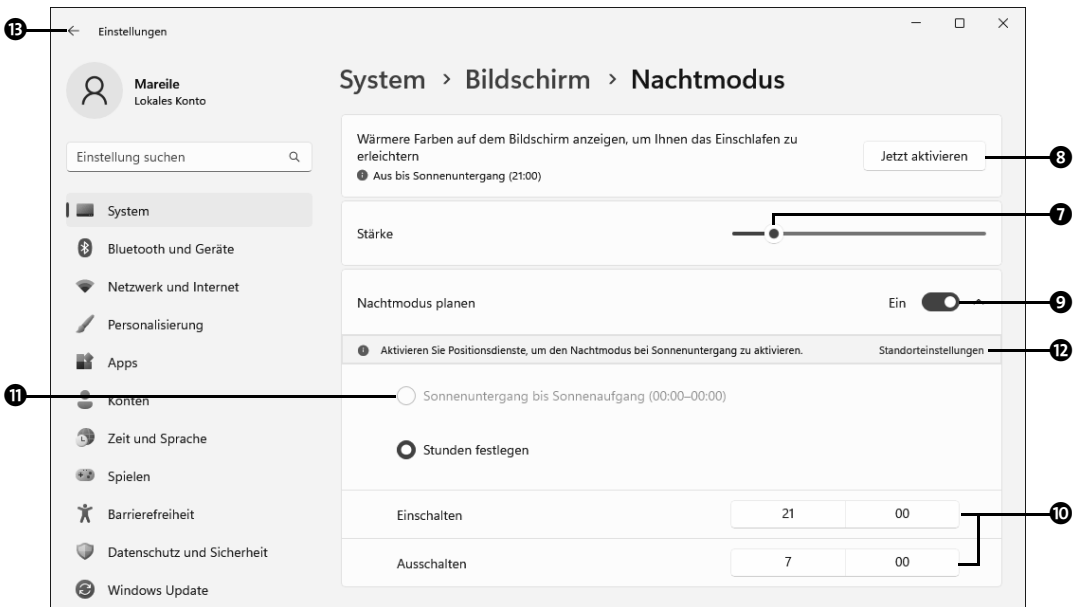 ⓭
Einstellungen
Mareile
Lokales Konto
Einstellung suchen
System
Bluetooth und Geräte
Netzwerk und Internet
Personalisierung
Apps
⓫
Konten
Zeit und Sprache
Spielen
Barrierefreiheit
Datenschutz und Sicherheit
Windows Update
System > Bildschirm > Nachtmodus
Wärmere Farben auf dem Bildschirm anzeigen, um Ihnen das Einschlafen zu
erleichtern
Aus bis Sonnenuntergang (21:00)
Jetzt aktivieren ❽
❼
Stärke
Nachtmodus planen Ein ❾
Aktivieren Sie Positionsdienste, um den Nachtmodus bei Sonnenuntergang zu aktivieren. Standorteinstellungen ⓬
Sonnenuntergang bis Sonnenaufgang (00:00–00:00)
Stunden festlegen
Einschalten 21 00 ❿
Ausschalten 7 00